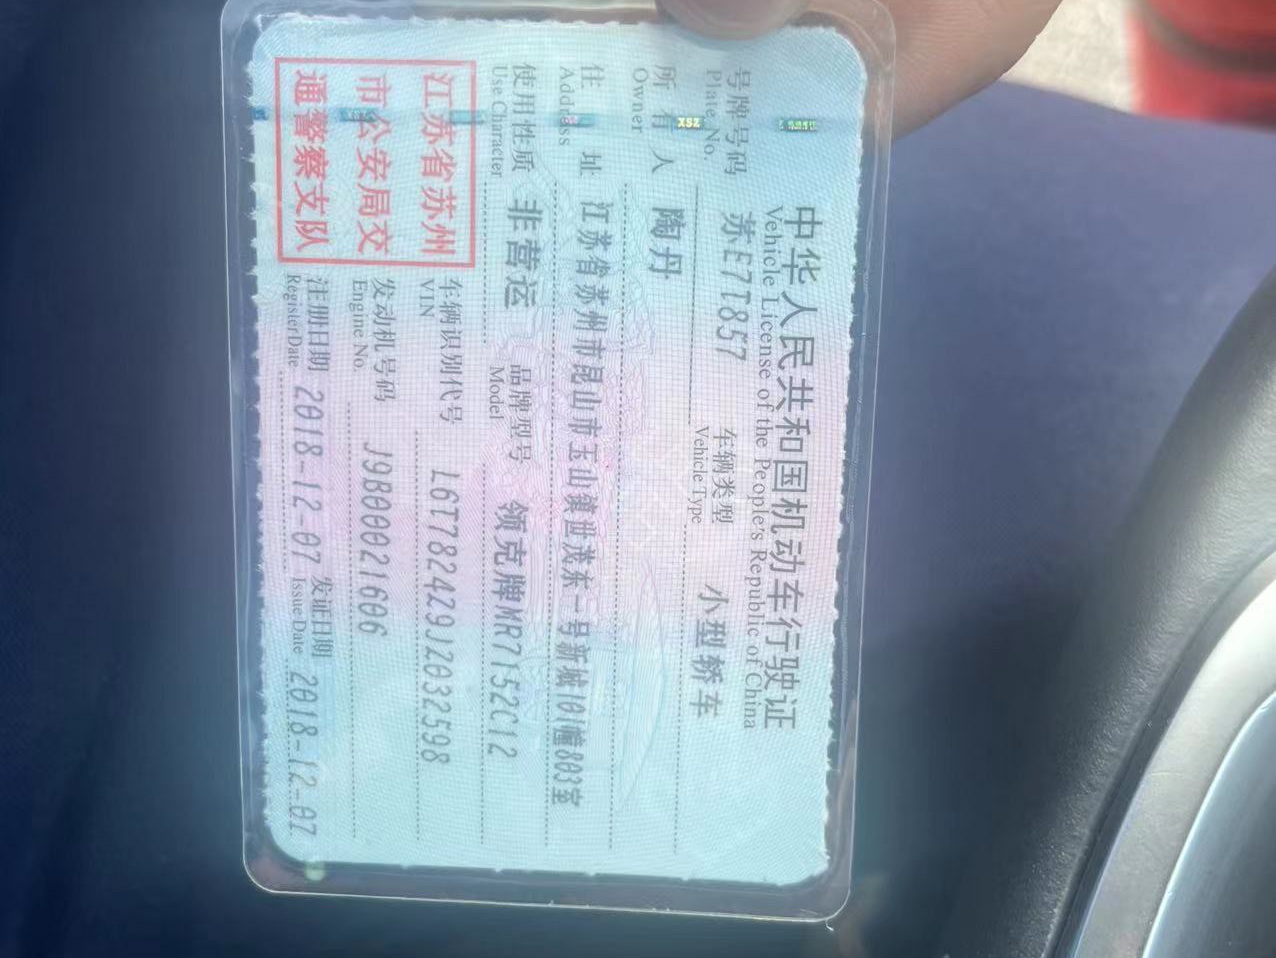 中华人民共和国机动车行驶证
Vehicle License of the People's Republic of China
号牌号码 苏E7T857 车辆类型 小型轿车
Plate No. Vehicle Type
所有人 陶丹
Owner
住址 江苏省苏州市昆山市玉山镇世茂东一号新城101幢803室
Address
使用性质 非营运 品牌型号 领克牌MR7152C12
Use Character Model
江苏省苏州
市公安局交
通警察支队
车辆识别代号 L6T782429JZ032598
VIN
发动机号码 J9B00021606
Engine No.
注册日期 2018-12-07 发证日期 2018-12-07
Register Date Issue Date
XSZ